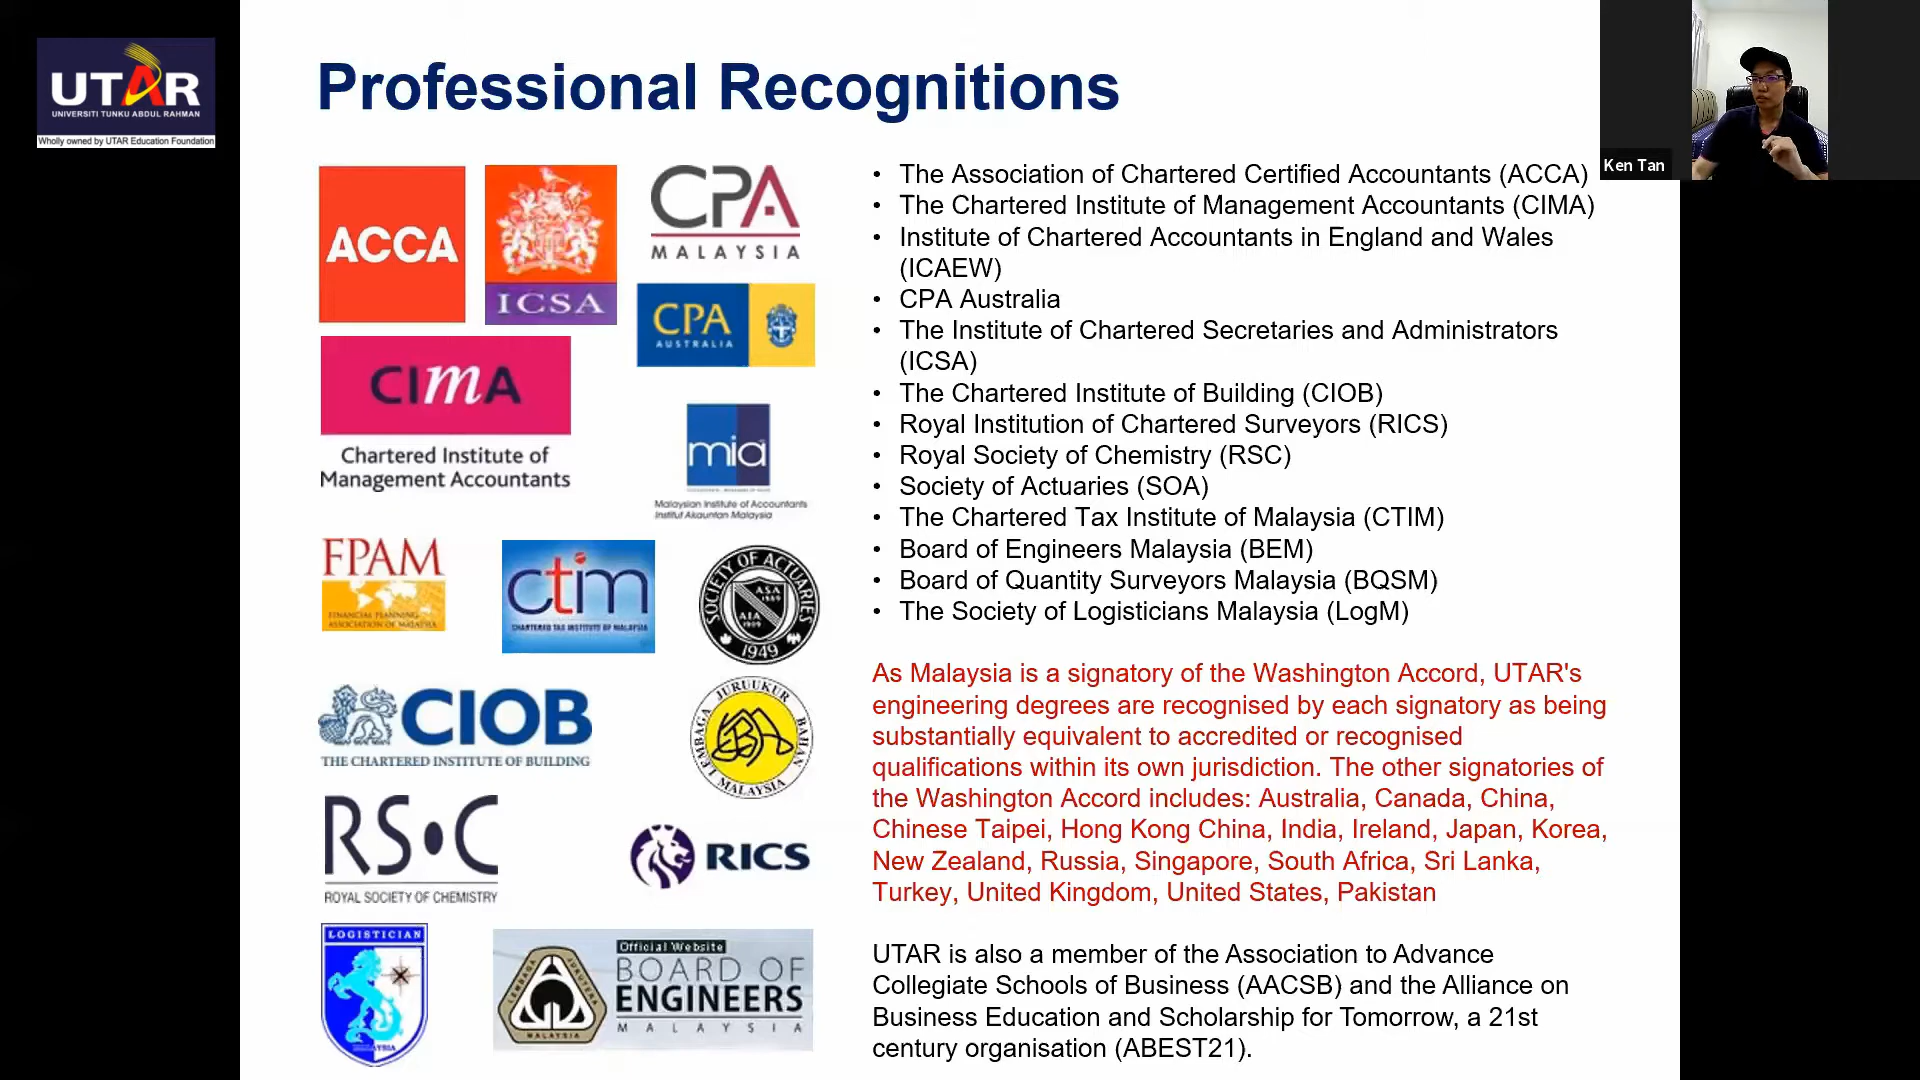 UTAR
UNIVERSITI TUNKU ABDUL RAHMAN
Wholly owned by UTAR Education Foundation
Professional Recognitions
Ken Tan
ACCA
ICSA
CPA
MALAYSIA
CPA
AUSTRALIA
CIMA
Chartered Institute of
Management Accountants
mia
Malaysian Institute of Accountants
Institut Akauntan Malaysia
FPAM
FINANCIAL PLANNING
ASSOCIATION OF MALAYSIA
ctim
CHARTERED TAX INSTITUTE OF MALAYSIA
SOCIETY OF ACTUARIES
A.S.A.
1889
A.I.A.
1909
1949
CIOB
THE CHARTERED INSTITUTE OF BUILDING
LEMBAGA JURUUKUR BAHAN
MALAYSIA
RS•C
ROYAL SOCIETY OF CHEMISTRY
RICS
LOGISTICIAN
MALAYSIA
LEMBAGA JURUTERA
MALAYSIA
Official Website
BOARD OF
ENGINEERS
MALAYSIA
• The Association of Chartered Certified Accountants (ACCA)
• The Chartered Institute of Management Accountants (CIMA)
• Institute of Chartered Accountants in England and Wales
(ICAEW)
• CPA Australia
• The Institute of Chartered Secretaries and Administrators
(ICSA)
• The Chartered Institute of Building (CIOB)
• Royal Institution of Chartered Surveyors (RICS)
• Royal Society of Chemistry (RSC)
• Society of Actuaries (SOA)
• The Chartered Tax Institute of Malaysia (CTIM)
• Board of Engineers Malaysia (BEM)
• Board of Quantity Surveyors Malaysia (BQSM)
• The Society of Logisticians Malaysia (LogM)
As Malaysia is a signatory of the Washington Accord, UTAR's
engineering degrees are recognised by each signatory as being
substantially equivalent to accredited or recognised
qualifications within its own jurisdiction. The other signatories of
the Washington Accord includes: Australia, Canada, China,
Chinese Taipei, Hong Kong China, India, Ireland, Japan, Korea,
New Zealand, Russia, Singapore, South Africa, Sri Lanka,
Turkey, United Kingdom, United States, Pakistan
UTAR is also a member of the Association to Advance
Collegiate Schools of Business (AACSB) and the Alliance on
Business Education and Scholarship for Tomorrow, a 21st
century organisation (ABEST21).